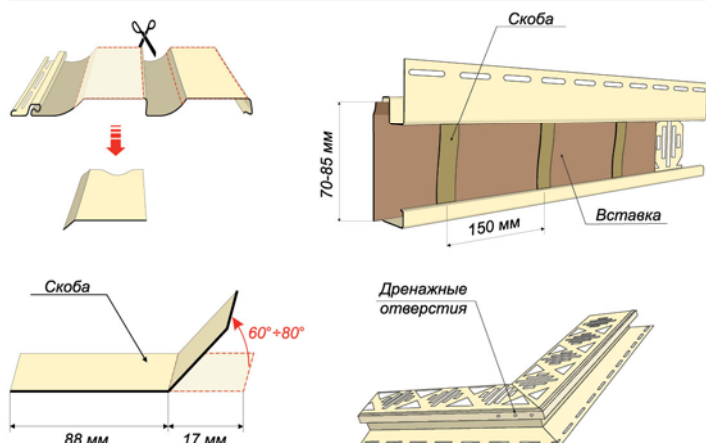 Скоба
70-85 мм
150 мм
Вставка
Скоба
60°÷80°
88 мм
17 мм
Дренажные
отверстия